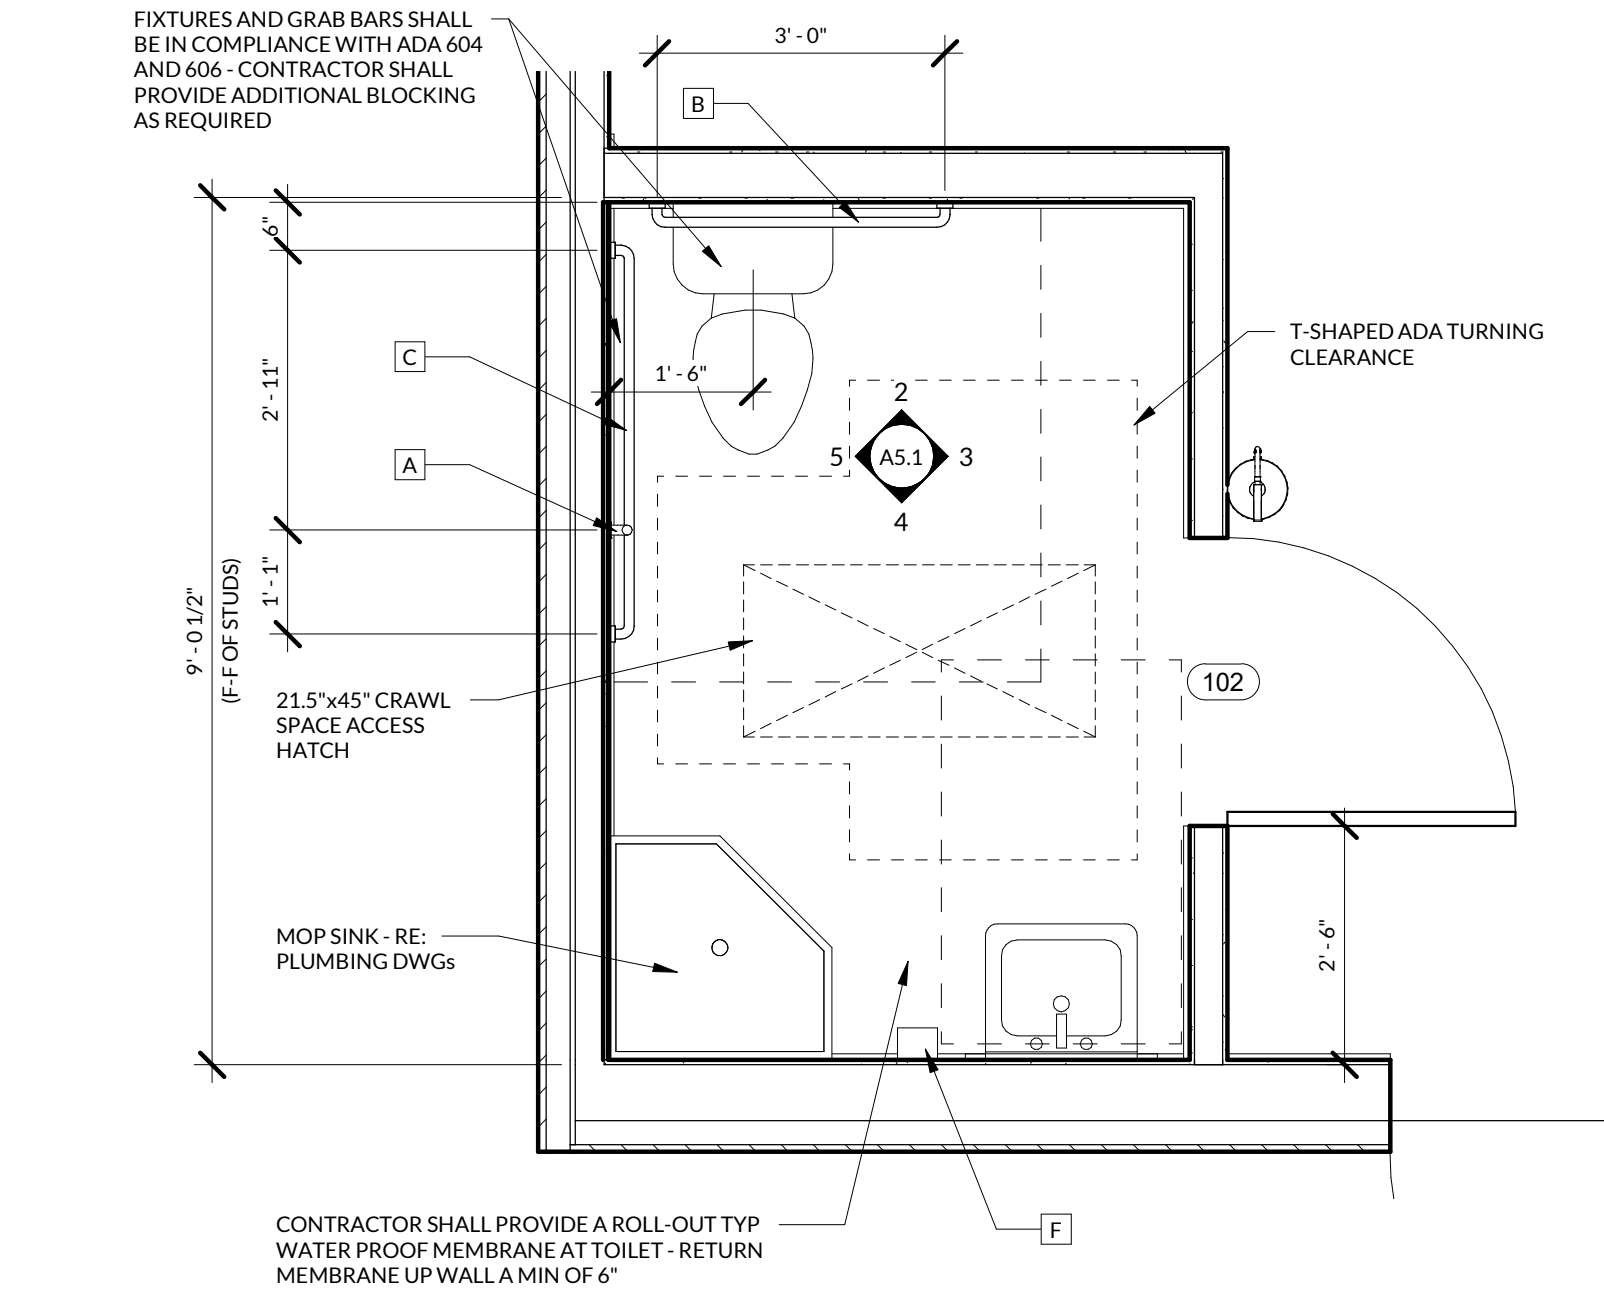 FIXTURES AND GRAB BARS SHALL
BE IN COMPLIANCE WITH ADA 604
AND 606 - CONTRACTOR SHALL
PROVIDE ADDITIONAL BLOCKING
AS REQUIRED
3' - 0"
B
6"
T-SHAPED ADA TURNING
CLEARANCE
C
2' - 11"
1' - 6"
2
5
A5.1
3
4
A
1' - 1"
9' - 0 1/2"
(F-F OF STUDS)
21.5"x45" CRAWL
SPACE ACCESS
HATCH
102
MOP SINK - RE:
PLUMBING DWGs
2' - 6"
CONTRACTOR SHALL PROVIDE A ROLL-OUT TYP
WATER PROOF MEMBRANE AT TOILET - RETURN
MEMBRANE UP WALL A MIN OF 6"
F